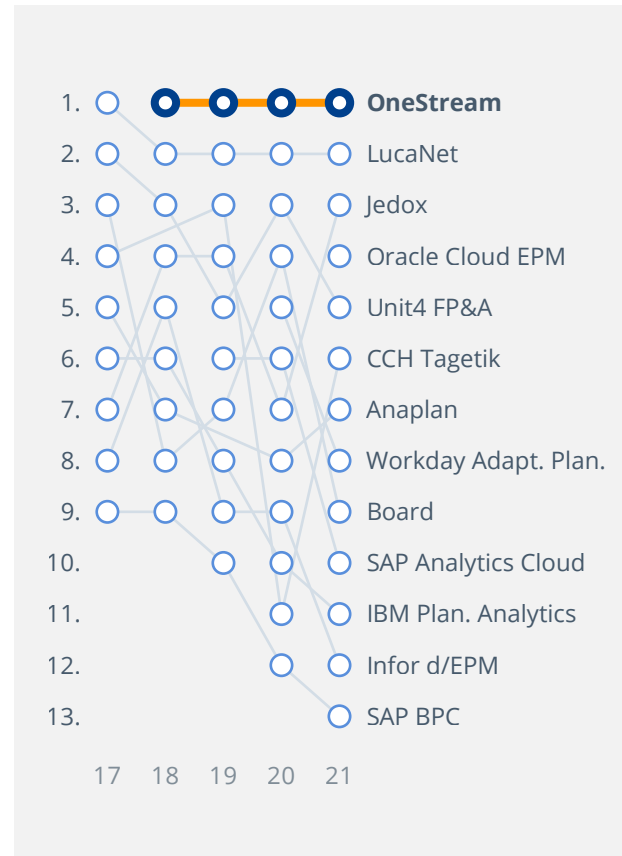 1. OneStream
2. LucaNet
3. Jedox
4. Oracle Cloud EPM
5. Unit4 FP&A
6. CCH Tagetik
7. Anaplan
8. Workday Adapt. Plan.
9. Board
10. SAP Analytics Cloud
11. IBM Plan. Analytics
12. Infor d/EPM
13. SAP BPC
17 18 19 20 21